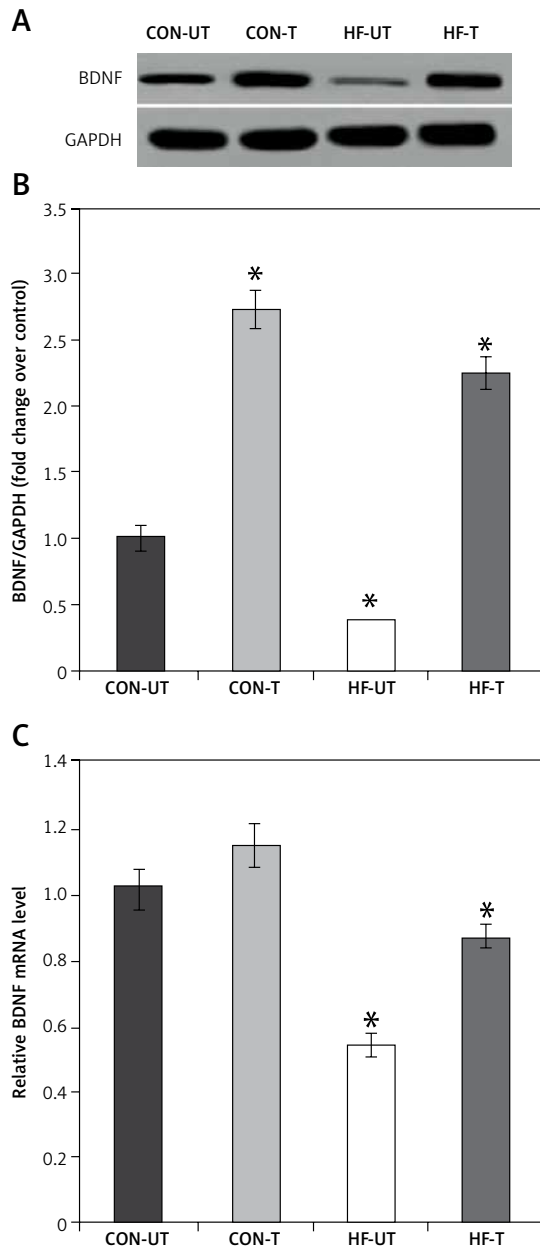 A
CON-UT CON-T HF-UT HF-T
BDNF
GAPDH
B
BDNF/GAPDH (fold change over control)
3.5
3.0
2.5
2.0
1.5
1.0
0.5
0
*
*
*
CON-UT CON-T HF-UT HF-T
C
Relative BDNF mRNA level
1.4
1.2
1.0
0.8
0.6
0.4
0.2
0
*
*
CON-UT CON-T HF-UT HF-T